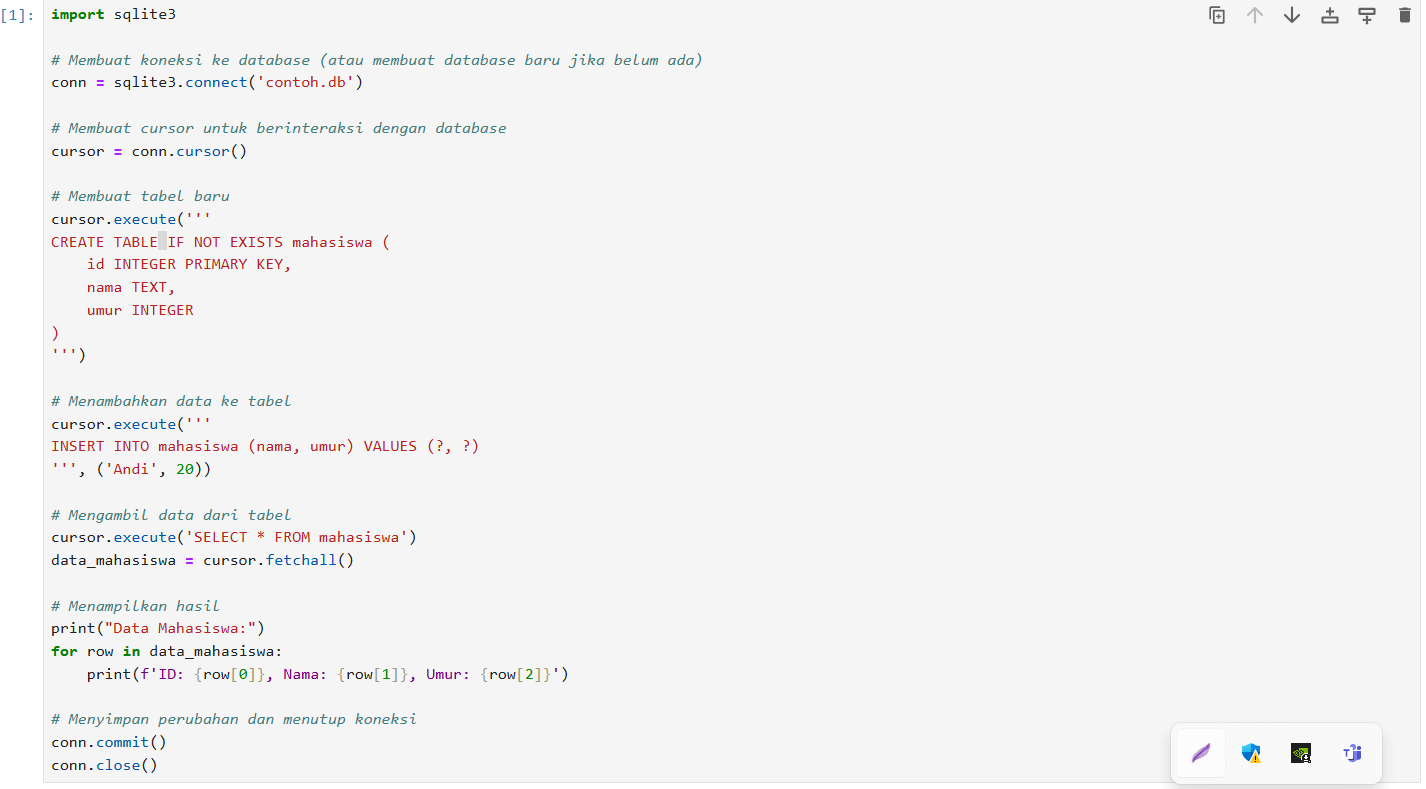 [1]: import sqlite3
# Membuat koneksi ke database (atau membuat database baru jika belum ada)
conn = sqlite3.connect('contoh.db')
# Membuat cursor untuk berinteraksi dengan database
cursor = conn.cursor()
# Membuat tabel baru
cursor.execute('''
CREATE TABLE IF NOT EXISTS mahasiswa (
    id INTEGER PRIMARY KEY,
    nama TEXT,
    umur INTEGER
)
''')
# Menambahkan data ke tabel
cursor.execute('''
INSERT INTO mahasiswa (nama, umur) VALUES (?, ?)
''', ('Andi', 20))
# Mengambil data dari tabel
cursor.execute('SELECT * FROM mahasiswa')
data_mahasiswa = cursor.fetchall()
# Menampilkan hasil
print("Data Mahasiswa:")
for row in data_mahasiswa:
    print(f'ID: {row[0]}, Nama: {row[1]}, Umur: {row[2]}')
# Menyimpan perubahan dan menutup koneksi
conn.commit()
conn.close()